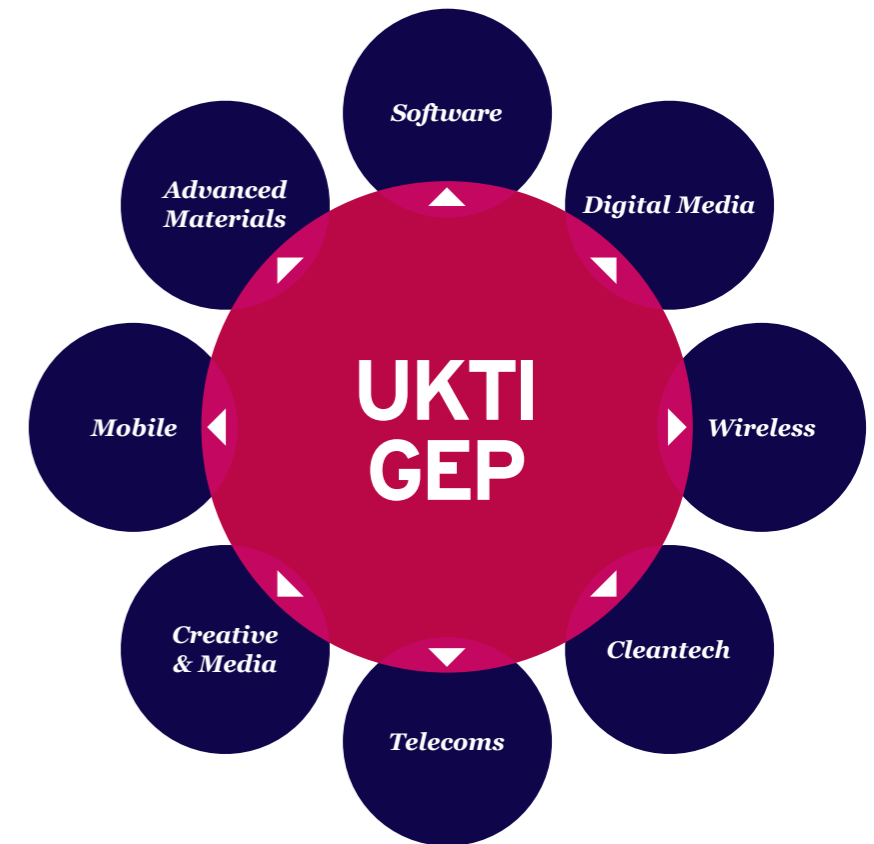 Software
Advanced
Materials
Digital Media
UKTI
GEP
Mobile
Wireless
Creative
& Media
Cleantech
Telecoms